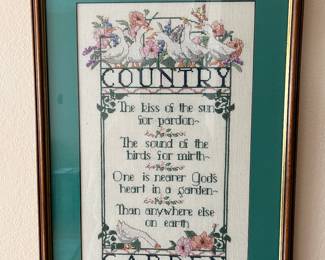 COUNTRY
The kiss of the sun
for pardon~
The sound of the
birds for mirth~
One is nearer God's
heart in a garden~
Than anywhere else
on earth